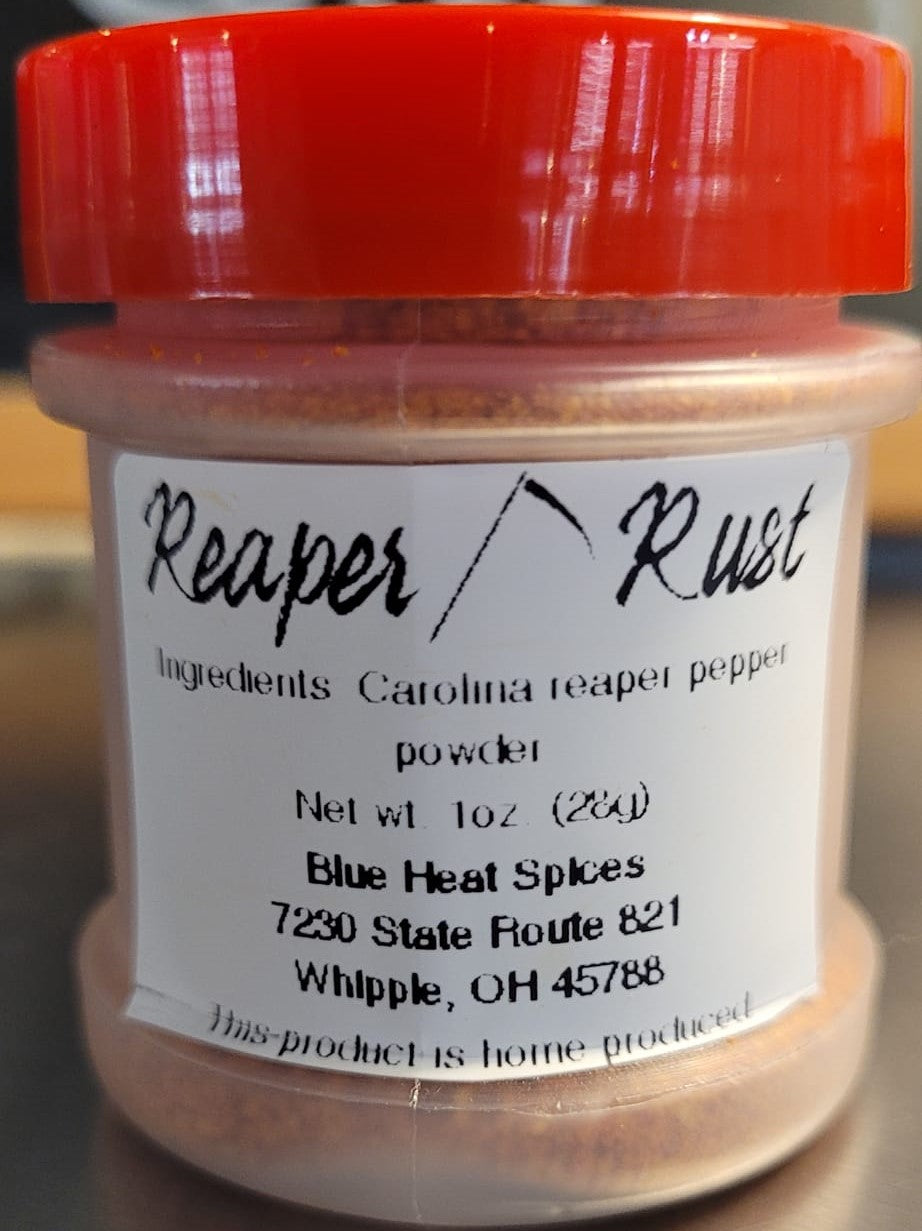 Reaper Rust
Ingredients Carolina reaper pepper
powder
Net wt. 1oz. (28g)
Blue Heat Spices
7230 State Route 821
Whipple, OH 45788
This product is home produced